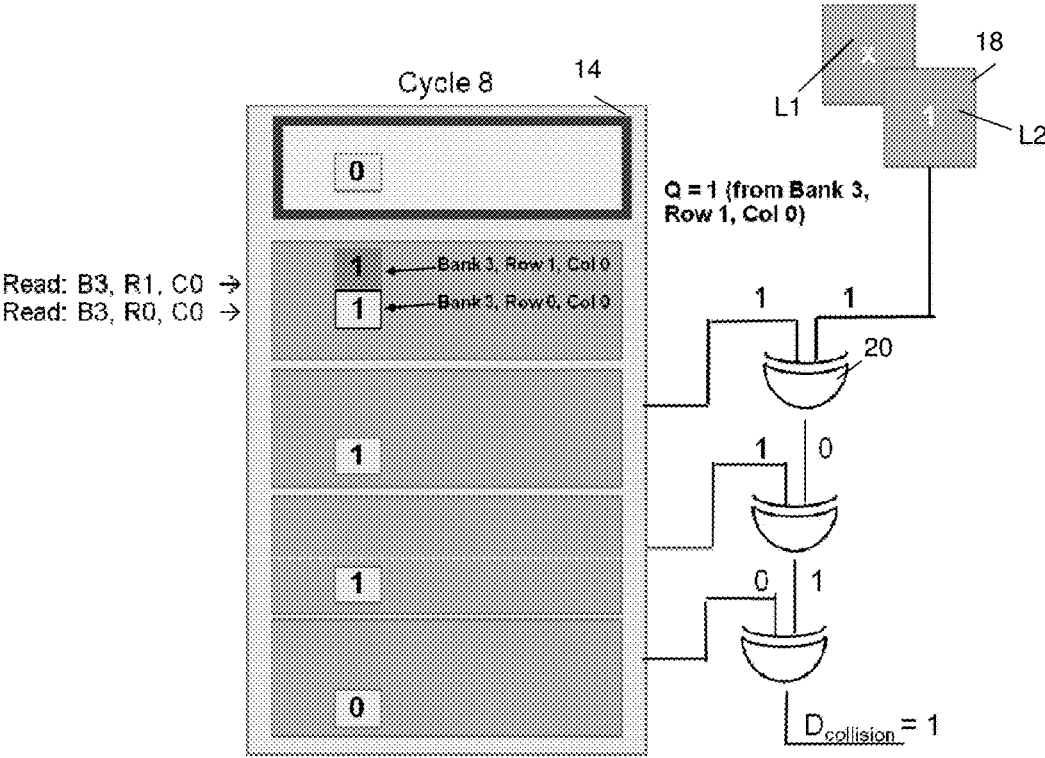 Cycle 8
14
18
L1
X
1
L2
0
Q = 1 (from Bank 3,
Row 1, Col 0)
Read: B3, R1, C0 →
Read: B3, R0, C0 →
1
Bank 3, Row 1, Col 0
1
Bank 3, Row 0, Col 0
1 1
20
1
1 0
1
0 1
0
Dcollision = 1